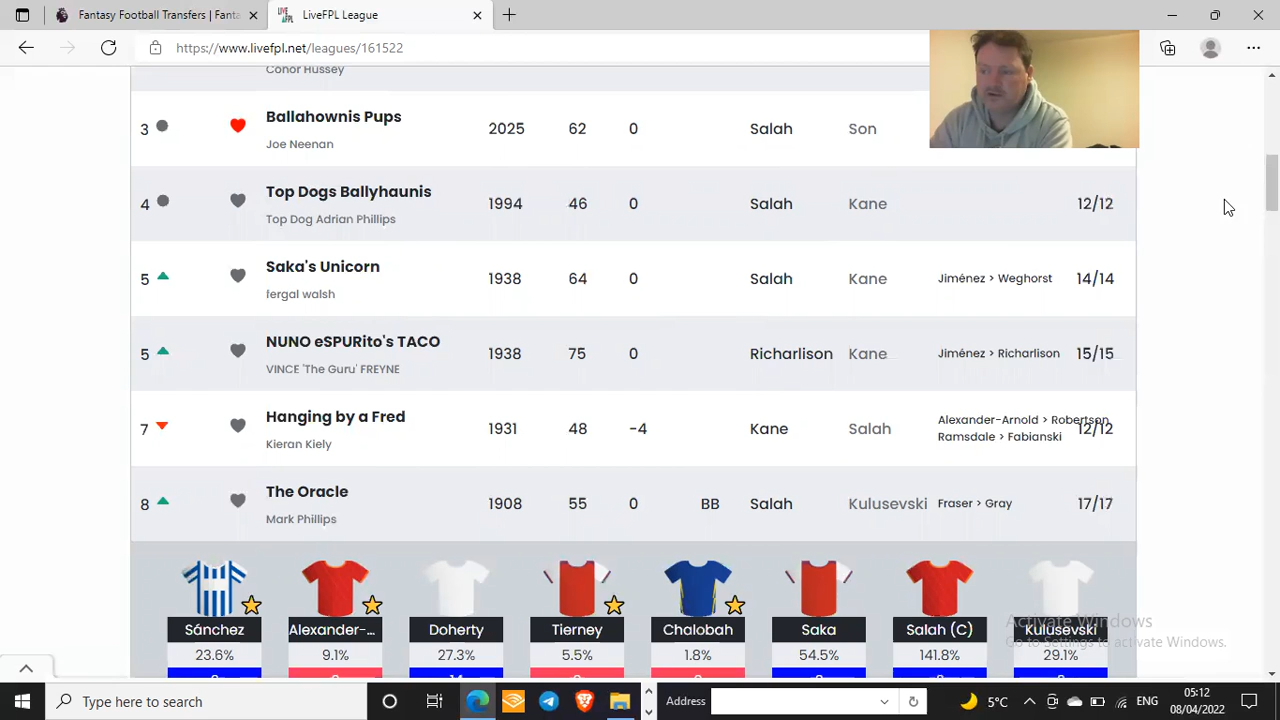 Fantasy Football Transfers | Fanta
LiveFPL League
https://www.livefpl.net/leagues/161522
Conor Hussey
3 Ballahownis Pups 2025 62 0 Salah Son
Joe Neenan
4 Top Dogs Ballyhaunis 1994 46 0 Salah Kane 12/12
Top Dog Adrian Phillips
5 Saka's Unicorn 1938 64 0 Salah Kane Jiménez > Weghorst 14/14
fergal walsh
5 NUNO eSPURito's TACO 1938 75 0 Richarlison Kane Jiménez > Richarlison 15/15
VINCE 'The Guru' FREYNE
7 Hanging by a Fred 1931 48 -4 Kane Salah Alexander-Arnold > Robertson 12/12
Kieran Kiely Ramsdale > Fabianski
8 The Oracle 1908 55 0 BB Salah Kulusevski Fraser > Gray 17/17
Mark Phillips
Sánchez Alexander-... Doherty Tierney Chalobah Saka Salah (C) Kulusevski
23.6% 9.1% 27.3% 5.5% 1.8% 54.5% 141.8% 29.1%
Activate Windows
Go to Settings to activate Windows.
Type here to search
Address
5°C
ENG
05:12
08/04/2022